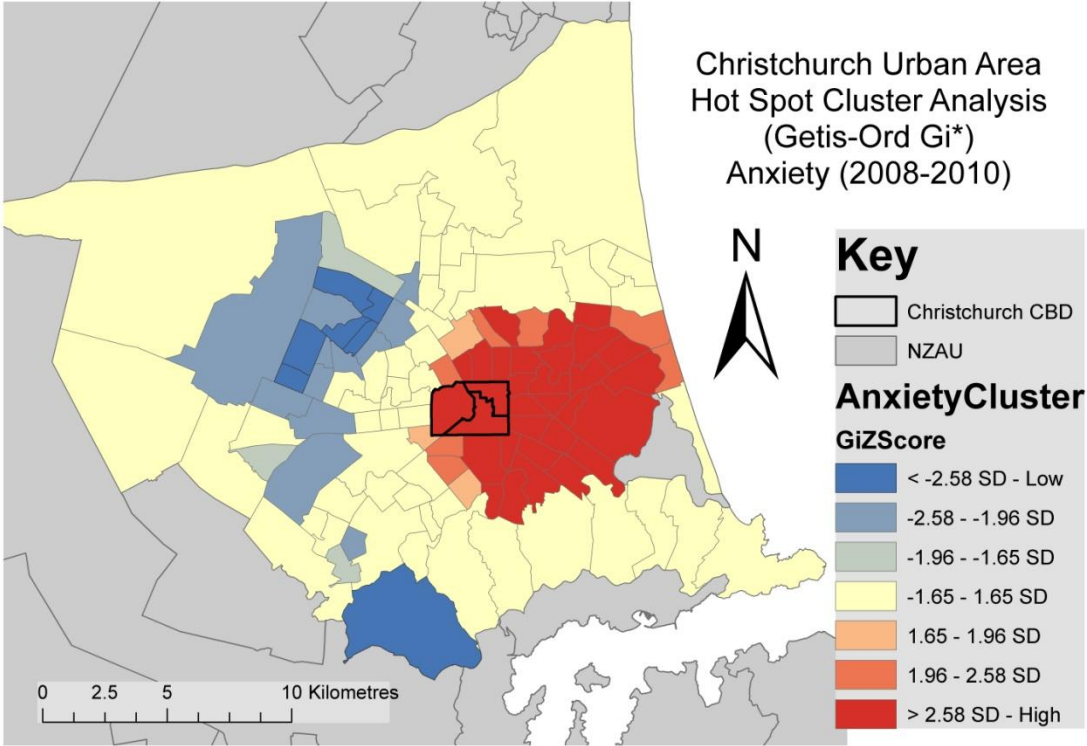 Christchurch Urban Area
Hot Spot Cluster Analysis
(Getis-Ord Gi*)
Anxiety (2008-2010)
N
Key
Christchurch CBD
NZAU
AnxietyCluster
GiZScore
< -2.58 SD - Low
-2.58 - -1.96 SD
-1.96 - -1.65 SD
-1.65 - 1.65 SD
1.65 - 1.96 SD
1.96 - 2.58 SD
> 2.58 SD - High
0 2.5 5 10 Kilometres